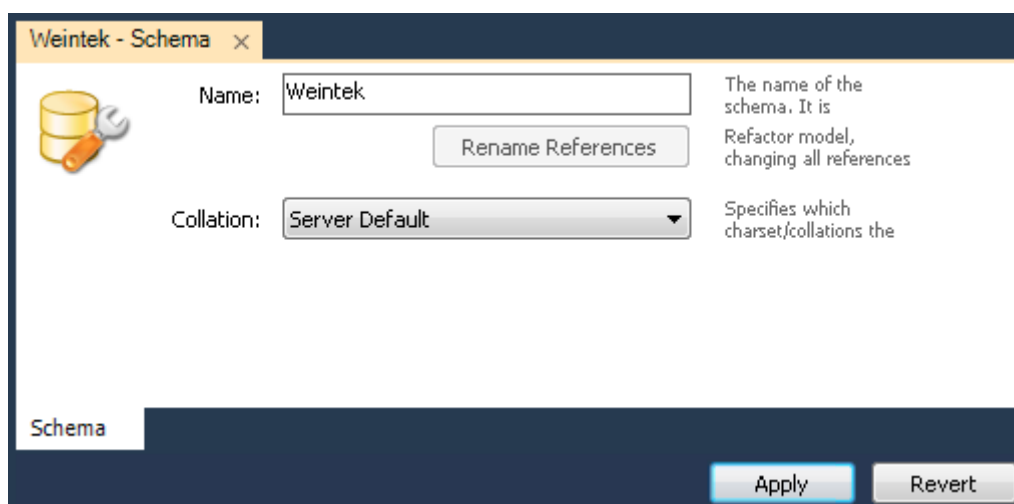 Weintek - Schema
Name:
Weintek
The name of the
schema. It is
Rename References
Refactor model,
changing all references
Collation:
Server Default
Specifies which
charset/collations the
Schema
Apply
Revert